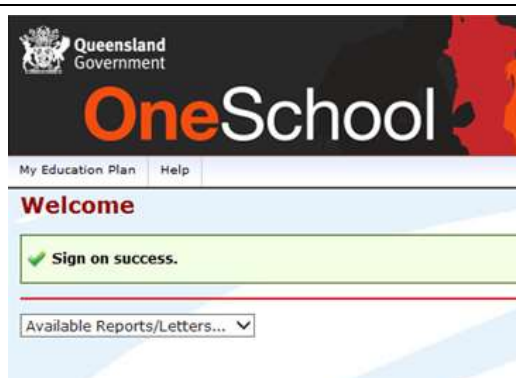 Queensland
Government
OneSchool
My Education Plan Help
Welcome
Sign on success.
Available Reports/Letters...